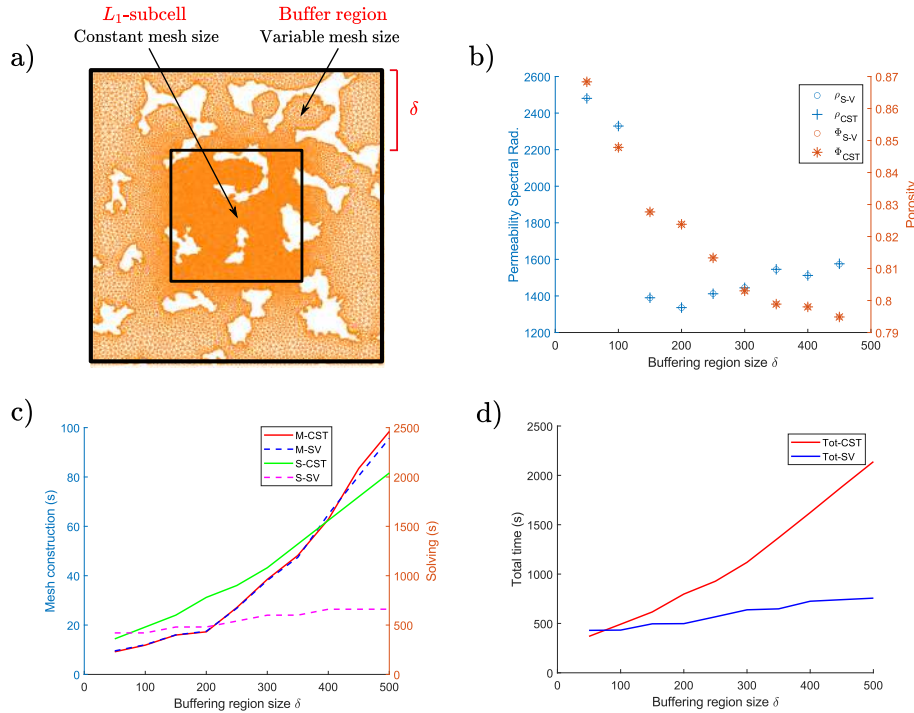 L₁-subcell
Constant mesh size
Buffer region
Variable mesh size
a)
δ
b)
2600
2400
2200
2000
1800
1600
1400
1200
Permeability Spectral Rad.
0.87
0.86
0.85
0.84
0.83
0.82
0.81
0.8
0.79
Porosity
ρS-V
ρCST
ΦS-V
ΦCST
0 100 200 300 400 500
Buffering region size δ
c)
100
80
60
40
20
0
Mesh construction (s)
2500
2000
1500
1000
500
0
Solving (s)
M-CST
M-SV
S-CST
S-SV
0 100 200 300 400 500
Buffering region size δ
d)
2500
2000
1500
1000
500
0
Total time (s)
Tot-CST
Tot-SV
0 100 200 300 400 500
Buffering region size δ